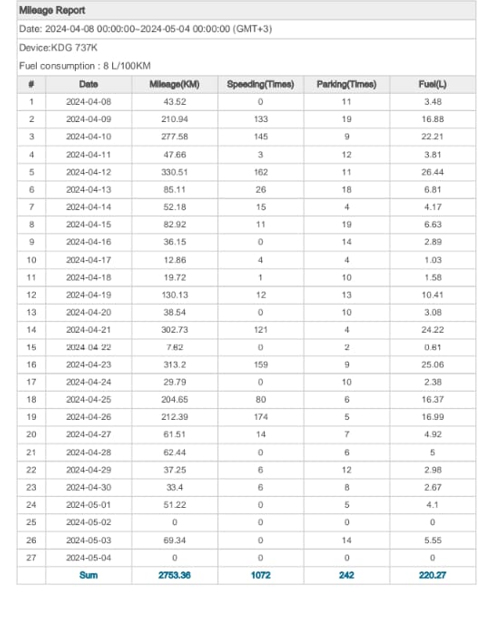 Mileage Report
Date: 2024-04-08 00:00:00~2024-05-04 00:00:00 (GMT+3)
Device:KDG 737K
Fuel consumption : 8 L/100KM
# Date Mileage(KM) Speeding(Times) Parking(Times) Fuel(L)
1 2024-04-08 43.52 0 11 3.48
2 2024-04-09 210.94 133 19 16.88
3 2024-04-10 277.58 145 9 22.21
4 2024-04-11 47.66 3 12 3.81
5 2024-04-12 330.51 162 11 26.44
6 2024-04-13 85.11 26 18 6.81
7 2024-04-14 52.18 15 4 4.17
8 2024-04-15 82.92 11 19 6.63
9 2024-04-16 36.15 0 14 2.89
10 2024-04-17 12.86 4 4 1.03
11 2024-04-18 19.72 1 10 1.58
12 2024-04-19 130.13 12 13 10.41
13 2024-04-20 38.54 0 10 3.08
14 2024-04-21 302.73 121 4 24.22
15 2024-04-22 7.62 0 2 0.61
16 2024-04-23 313.2 159 9 25.06
17 2024-04-24 29.79 0 10 2.38
18 2024-04-25 204.65 80 6 16.37
19 2024-04-26 212.39 174 5 16.99
20 2024-04-27 61.51 14 7 4.92
21 2024-04-28 62.44 0 6 5
22 2024-04-29 37.25 6 12 2.98
23 2024-04-30 33.4 6 8 2.67
24 2024-05-01 51.22 0 5 4.1
25 2024-05-02 0 0 0 0
26 2024-05-03 69.34 0 14 5.55
27 2024-05-04 0 0 0 0
Sum 2753.36 1072 242 220.27